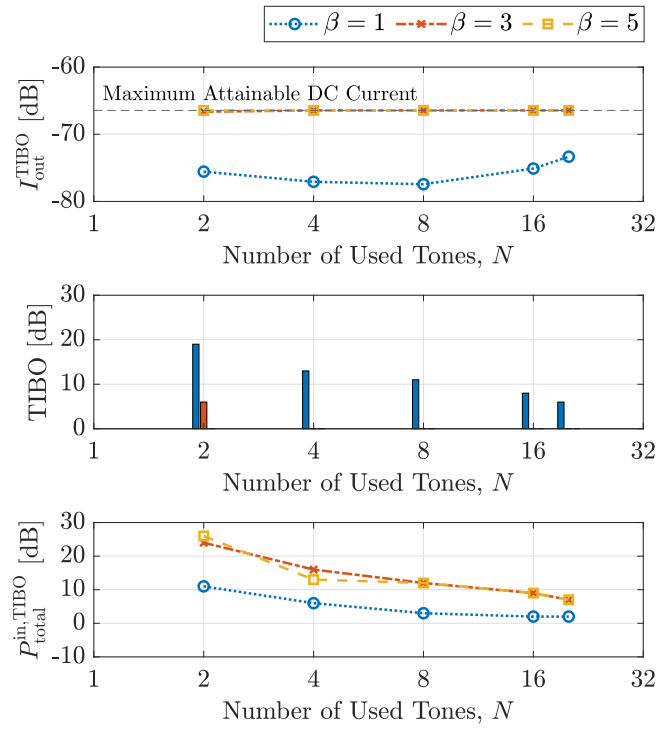 β = 1 β = 3 β = 5
-60
Maximum Attainable DC Current
-70
-80
I_out^TIBO [dB]
1 2 4 8 16 32
Number of Used Tones, N
30
20
10
0
TIBO [dB]
1 2 4 8 16 32
Number of Used Tones, N
30
20
10
0
-10
P_total^in,TIBO [dB]
1 2 4 8 16 32
Number of Used Tones, N